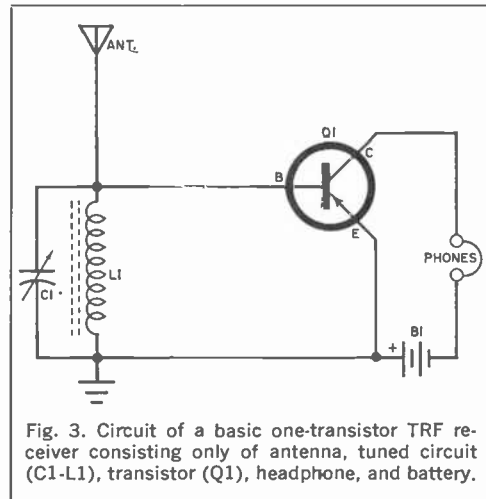 ANT.
Q1
B
C
E
C1
L1
PHONES
+
B1
Fig. 3. Circuit of a basic one-transistor TRF re-
ceiver consisting only of antenna, tuned circuit
(C1-L1), transistor (Q1), headphone, and battery.